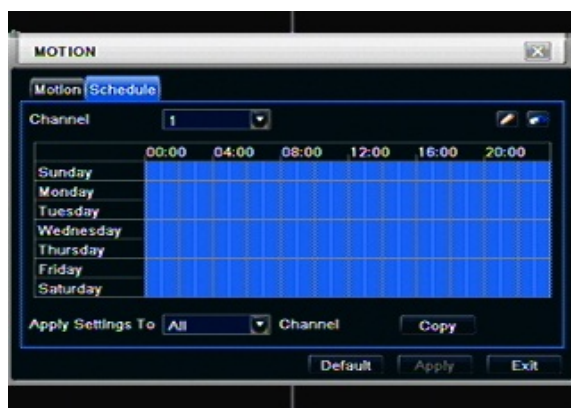 MOTION
Motion Schedule
Channel 1
00:00 04:00 08:00 12:00 16:00 20:00
Sunday
Monday
Tuesday
Wednesday
Thursday
Friday
Saturday
Apply Settings To All Channel Copy
Default Apply Exit